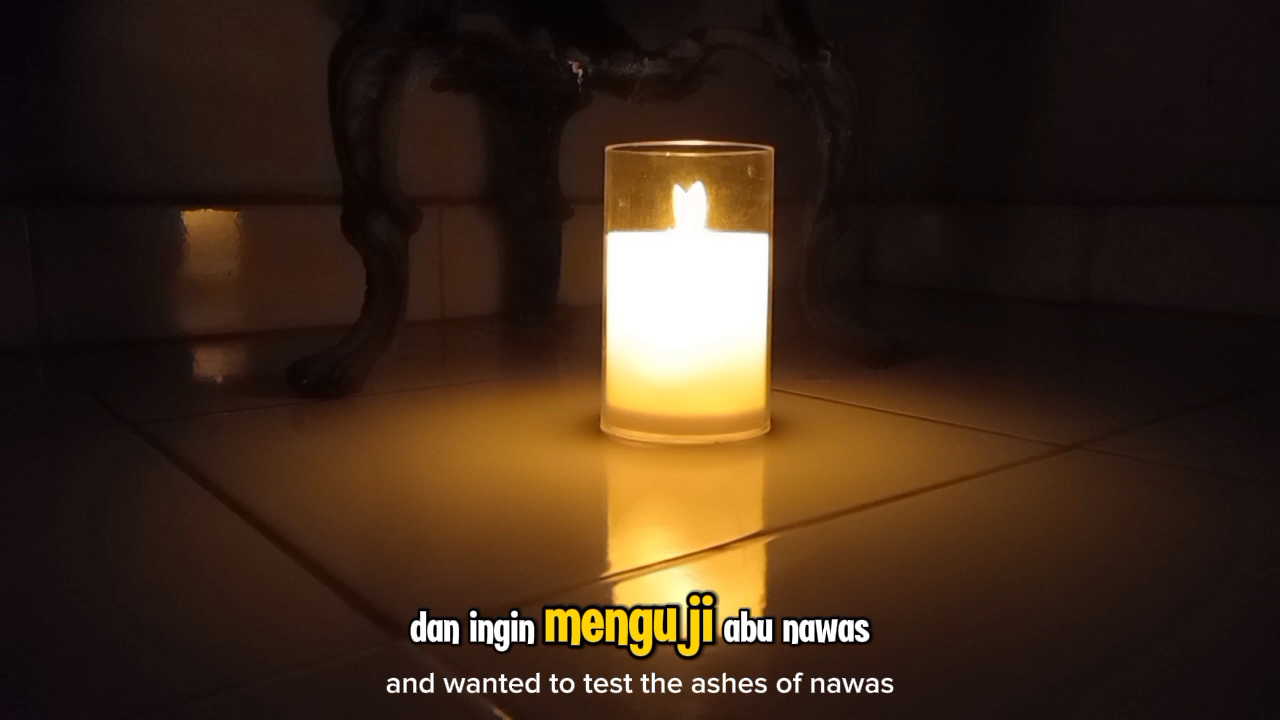 dan ingin menguji abu nawas
and wanted to test the ashes of nawas